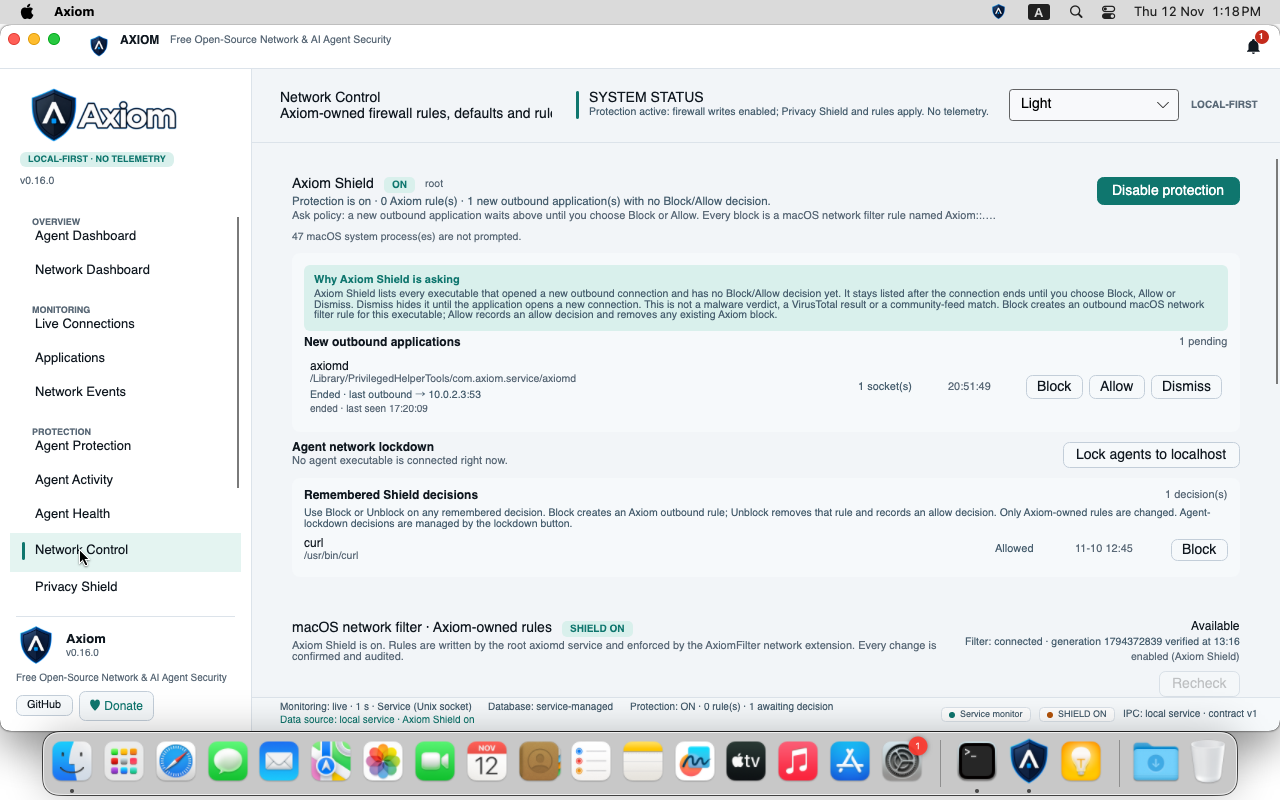 Axiom
A
Thu 12 Nov 1:18 PM
AXIOM
Free Open-Source Network & AI Agent Security
1
Axiom
LOCAL-FIRST · NO TELEMETRY
v0.16.0
OVERVIEW
Agent Dashboard
Network Dashboard
MONITORING
Live Connections
Applications
Network Events
PROTECTION
Agent Protection
Agent Activity
Agent Health
Network Control
Privacy Shield
Axiom
v0.16.0
Free Open-Source Network & AI Agent Security
GitHub
Donate
Network Control
Axiom-owned firewall rules, defaults and rule
SYSTEM STATUS
Protection active: firewall writes enabled; Privacy Shield and rules apply. No telemetry.
Light
LOCAL-FIRST
Axiom Shield
ON
root
Protection is on · 0 Axiom rule(s) · 1 new outbound application(s) with no Block/Allow decision.
Ask policy: a new outbound application waits above until you choose Block or Allow. Every block is a macOS network filter rule named Axiom::....
47 macOS system process(es) are not prompted.
Disable protection
Why Axiom Shield is asking
Axiom Shield lists every executable that opened a new outbound connection and has no Block/Allow decision yet. It stays listed after the connection ends until you choose Block, Allow or
Dismiss. Dismiss hides it until the application opens a new connection. This is not a malware verdict, a VirusTotal result or a community-feed match. Block creates an outbound macOS network
filter rule for this executable; Allow records an allow decision and removes any existing Axiom block.
New outbound applications
1 pending
axiomd
/Library/PrivilegedHelperTools/com.axiom.service/axiomd
Ended · last outbound → 10.0.2.3:53
ended · last seen 17:20:09
1 socket(s)
20:51:49
Block
Allow
Dismiss
Agent network lockdown
No agent executable is connected right now.
Lock agents to localhost
Remembered Shield decisions
1 decision(s)
Use Block or Unblock on any remembered decision. Block creates an Axiom outbound rule; Unblock removes that rule and records an allow decision. Only Axiom-owned rules are changed. Agent-
lockdown decisions are managed by the lockdown button.
curl
/usr/bin/curl
Allowed
11-10 12:45
Block
macOS network filter · Axiom-owned rules
SHIELD ON
Axiom Shield is on. Rules are written by the root axiomd service and enforced by the AxiomFilter network extension. Every change is
confirmed and audited.
Available
Filter: connected · generation 1794372839 verified at 13:16
enabled (Axiom Shield)
Recheck
Monitoring: live · 1 s · Service (Unix socket)
Database: service-managed
Protection: ON · 0 rule(s) · 1 awaiting decision
Data source: local service · Axiom Shield on
Service monitor
SHIELD ON
IPC: local service · contract v1
NOV
12
tv
1